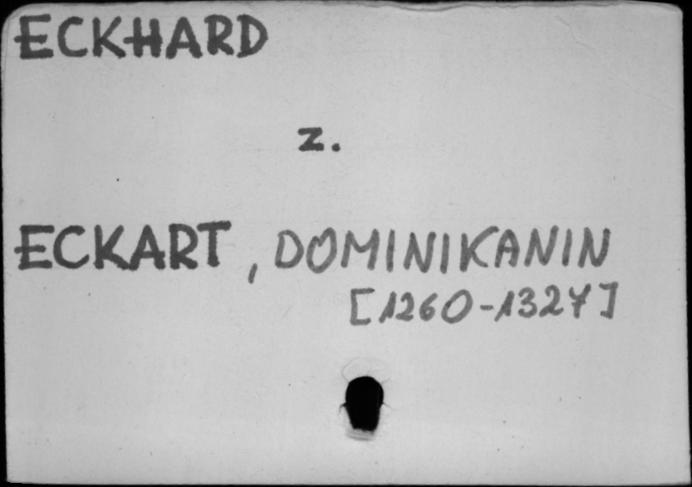 ECKHARD
z.
ECKART, DOMINIKANIN
[1260-1327]